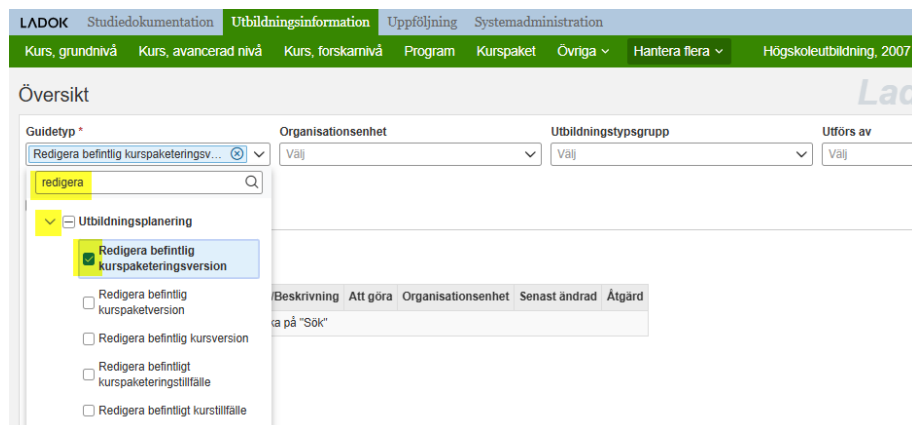 LADOK Studiedokumentation Utbildningsinformation Uppföljning Systemadministration
Kurs, grundnivå Kurs, avancerad nivå Kurs, forskarnivå Program Kurspaket Övriga Hantera flera Högskoleutbildning, 2007
Översikt
Guidetyp * Organisationsenhet Utbildningstypsgrupp Utförs av
Redigera befintlig kurspaketeringsv... Välj Välj Välj
redigera
Utbildningsplanering
Redigera befintlig
kurspaketeringsversion
Redigera befintlig
kurspaketversion
/Beskrivning Att göra Organisationsenhet Senast ändrad Åtgärd
ka på "Sök"
Redigera befintlig kursversion
Redigera befintligt
kurspaketeringstillfälle
Redigera befintligt kurstillfälle